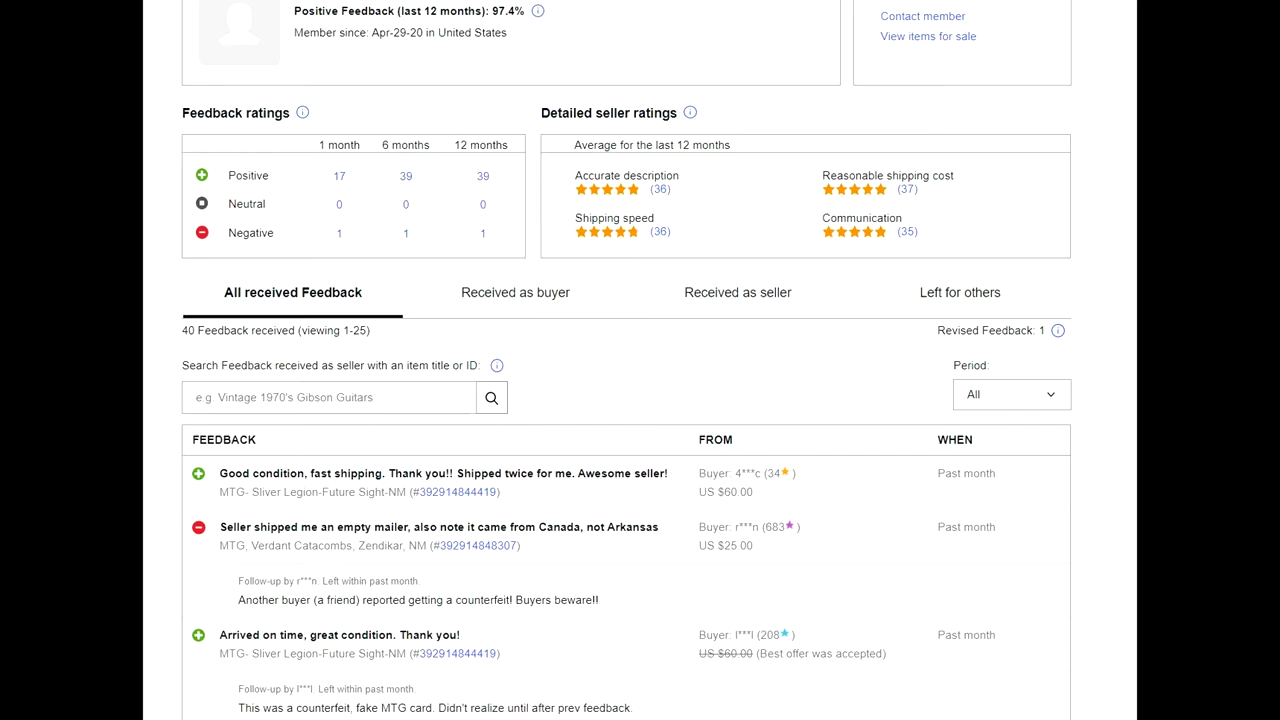 Positive Feedback (last 12 months): 97.4%
Member since: Apr-29-20 in United States
Contact member
View items for sale
Feedback ratings
Detailed seller ratings
1 month 6 months 12 months
Positive 17 39 39
Neutral 0 0 0
Negative 1 1 1
Average for the last 12 months
Accurate description
(36)
Reasonable shipping cost
(37)
Shipping speed
(36)
Communication
(35)
All received Feedback Received as buyer Received as seller Left for others
40 Feedback received (viewing 1-25)
Revised Feedback: 1
Search Feedback received as seller with an item title or ID:
Period:
e.g. Vintage 1970's Gibson Guitars
All
FEEDBACK FROM WHEN
Good condition, fast shipping. Thank you!! Shipped twice for me. Awesome seller! Buyer: 4***c (34) Past month
MTG- Sliver Legion-Future Sight-NM (#392914844419) US $60.00
Seller shipped me an empty mailer, also note it came from Canada, not Arkansas Buyer: r***n (683) Past month
MTG, Verdant Catacombs, Zendikar, NM (#392914848307) US $25.00
Follow-up by r***n. Left within past month.
Another buyer (a friend) reported getting a counterfeit! Buyers beware!!
Arrived on time, great condition. Thank you! Buyer: l***l (208) Past month
MTG- Sliver Legion-Future Sight-NM (#392914844419) US $60.00 (Best offer was accepted)
Follow-up by l***l. Left within past month.
This was a counterfeit, fake MTG card. Didn't realize until after prev feedback.